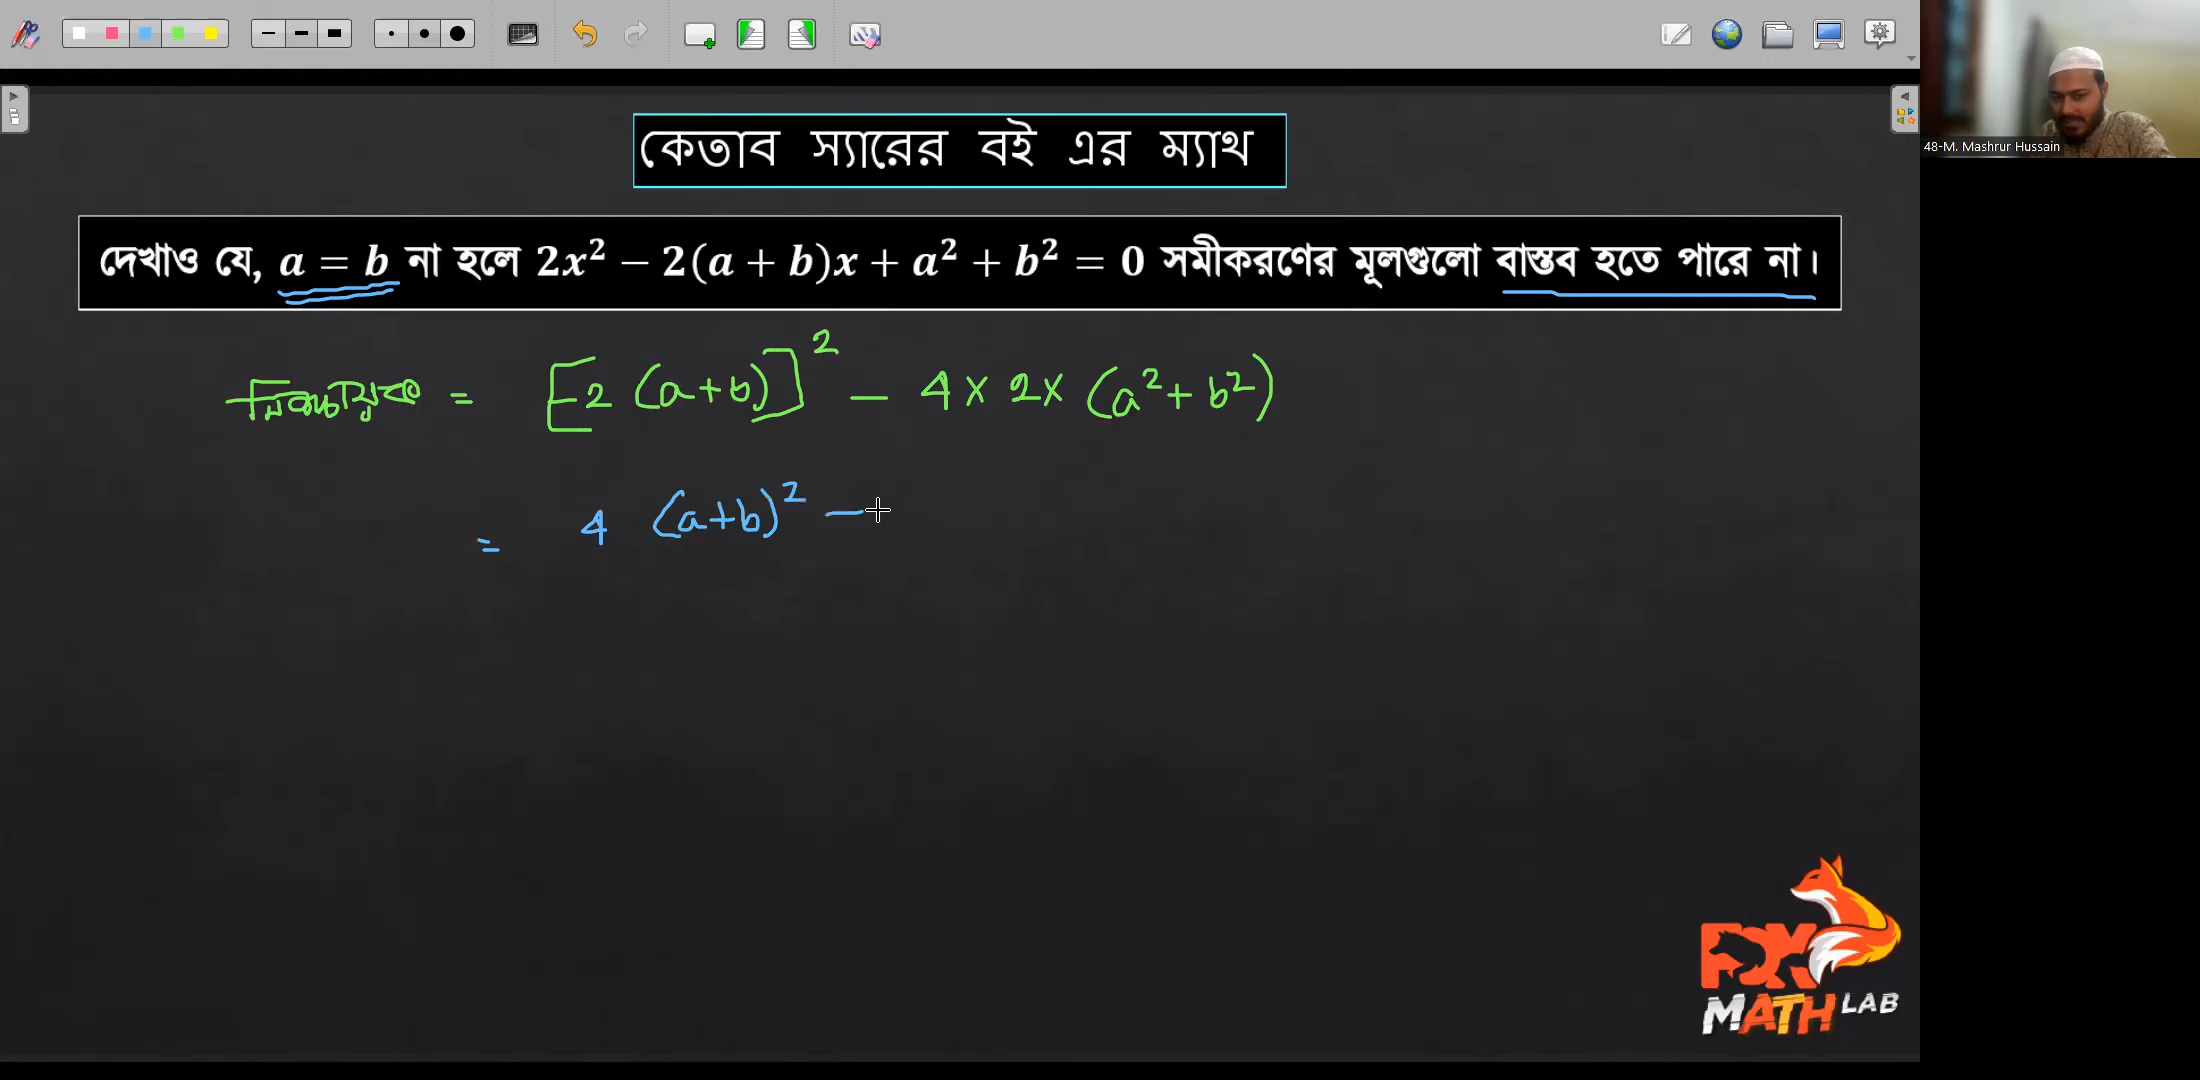 48-M. Mashrur Hussain
কেতাব স্যারের বই এর ম্যাথ
দেখাও যে, a = b না হলে 2x² − 2(a + b)x + a² + b² = 0 সমীকরণের মূলগুলো বাস্তব হতে পারে না।
নিশ্চায়ক = [2 (a+b)]² − 4 × 2 × (a² + b²)
= 4 (a+b)² −
FOX
MATH LAB